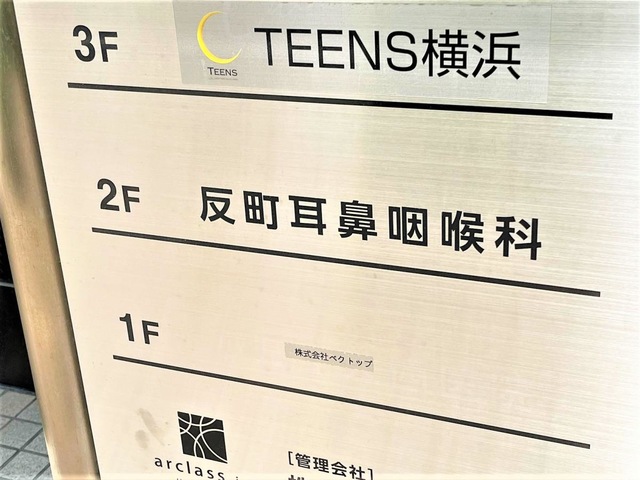 3F TEENS TEENS横浜
2F 反町耳鼻咽喉科
1F 株式会社ベクトップ
arclass
[管理会社]